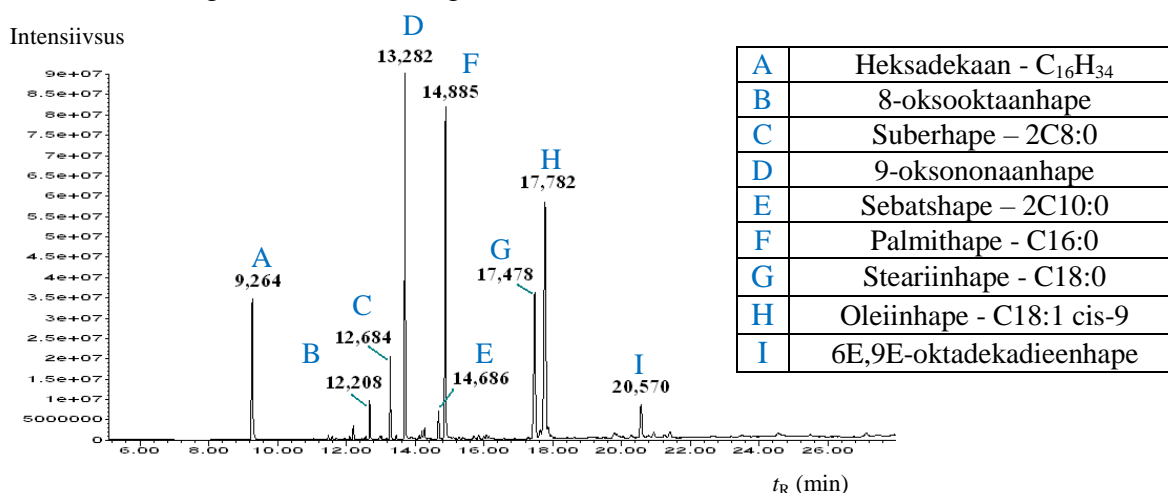 D
Intensiivsus
13,282
F
9e+07
8.5e+07
14,885
8e+07
7.5e+07
7e+07
H
6.5e+07
17,782
6e+07
5.5e+07
5e+07
4.5e+07
A
G
4e+07
9,264
17,478
3.5e+07
3e+07
C
2.5e+07
12,684
2e+07
B
E
I
1.5e+07
12,208
14,686
20,570
1e+07
5000000
0
6.00 8.00 10.00 12.00 14.00 16.00 18.00 20.00 22.00 24.00 26.00
tR (min)
A Heksadekaan - C16H34
B 8-oksooktaanhape
C Suberhape – 2C8:0
D 9-oksononaanhape
E Sebatshape – 2C10:0
F Palmithape - C16:0
G Steariinhape - C18:0
H Oleiinhape - C18:1 cis-9
I 6E,9E-oktadekadieenhape